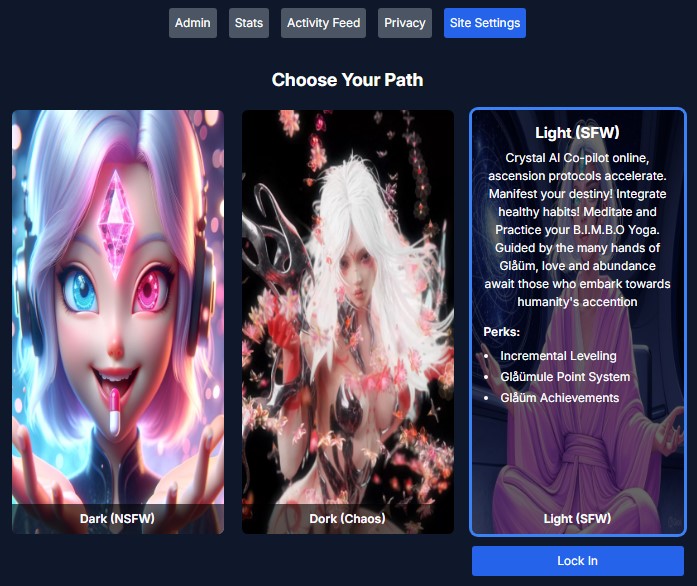 Admin Stats Activity Feed Privacy Site Settings
Choose Your Path
Dark (NSFW)
Dork (Chaos)
Light (SFW)
Crystal AI Co-pilot online,
ascension protocols accelerate.
Manifest your destiny! Integrate
healthy habits! Meditate and
Practice your B.I.M.B.O Yoga.
Guided by the many hands of
Glåüm, love and abundance
await those who embark towards
humanity's accention
Perks:
• Incremental Leveling
• Glåümule Point System
• Glåüm Achievements
Light (SFW)
Lock In